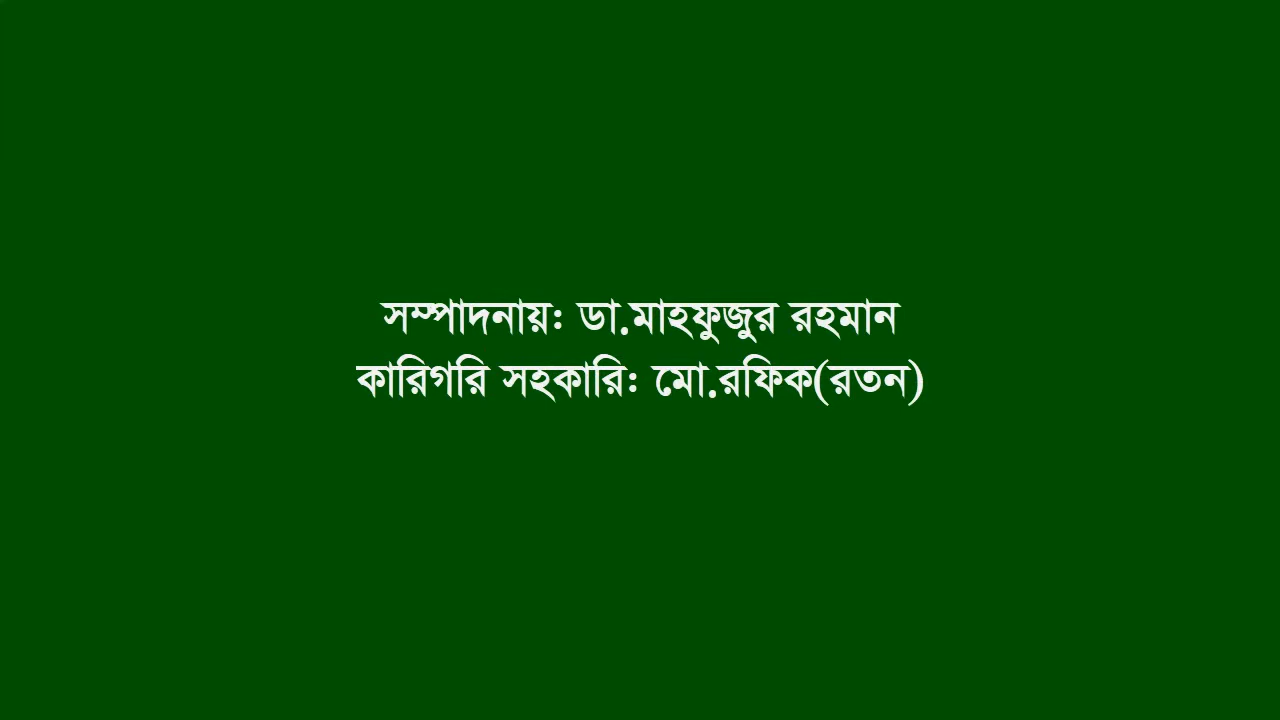 সম্পাদনায়ঃ ডা.মাহফুজুর রহমান
কারিগরি সহকারিঃ মো.রফিক(রতন)